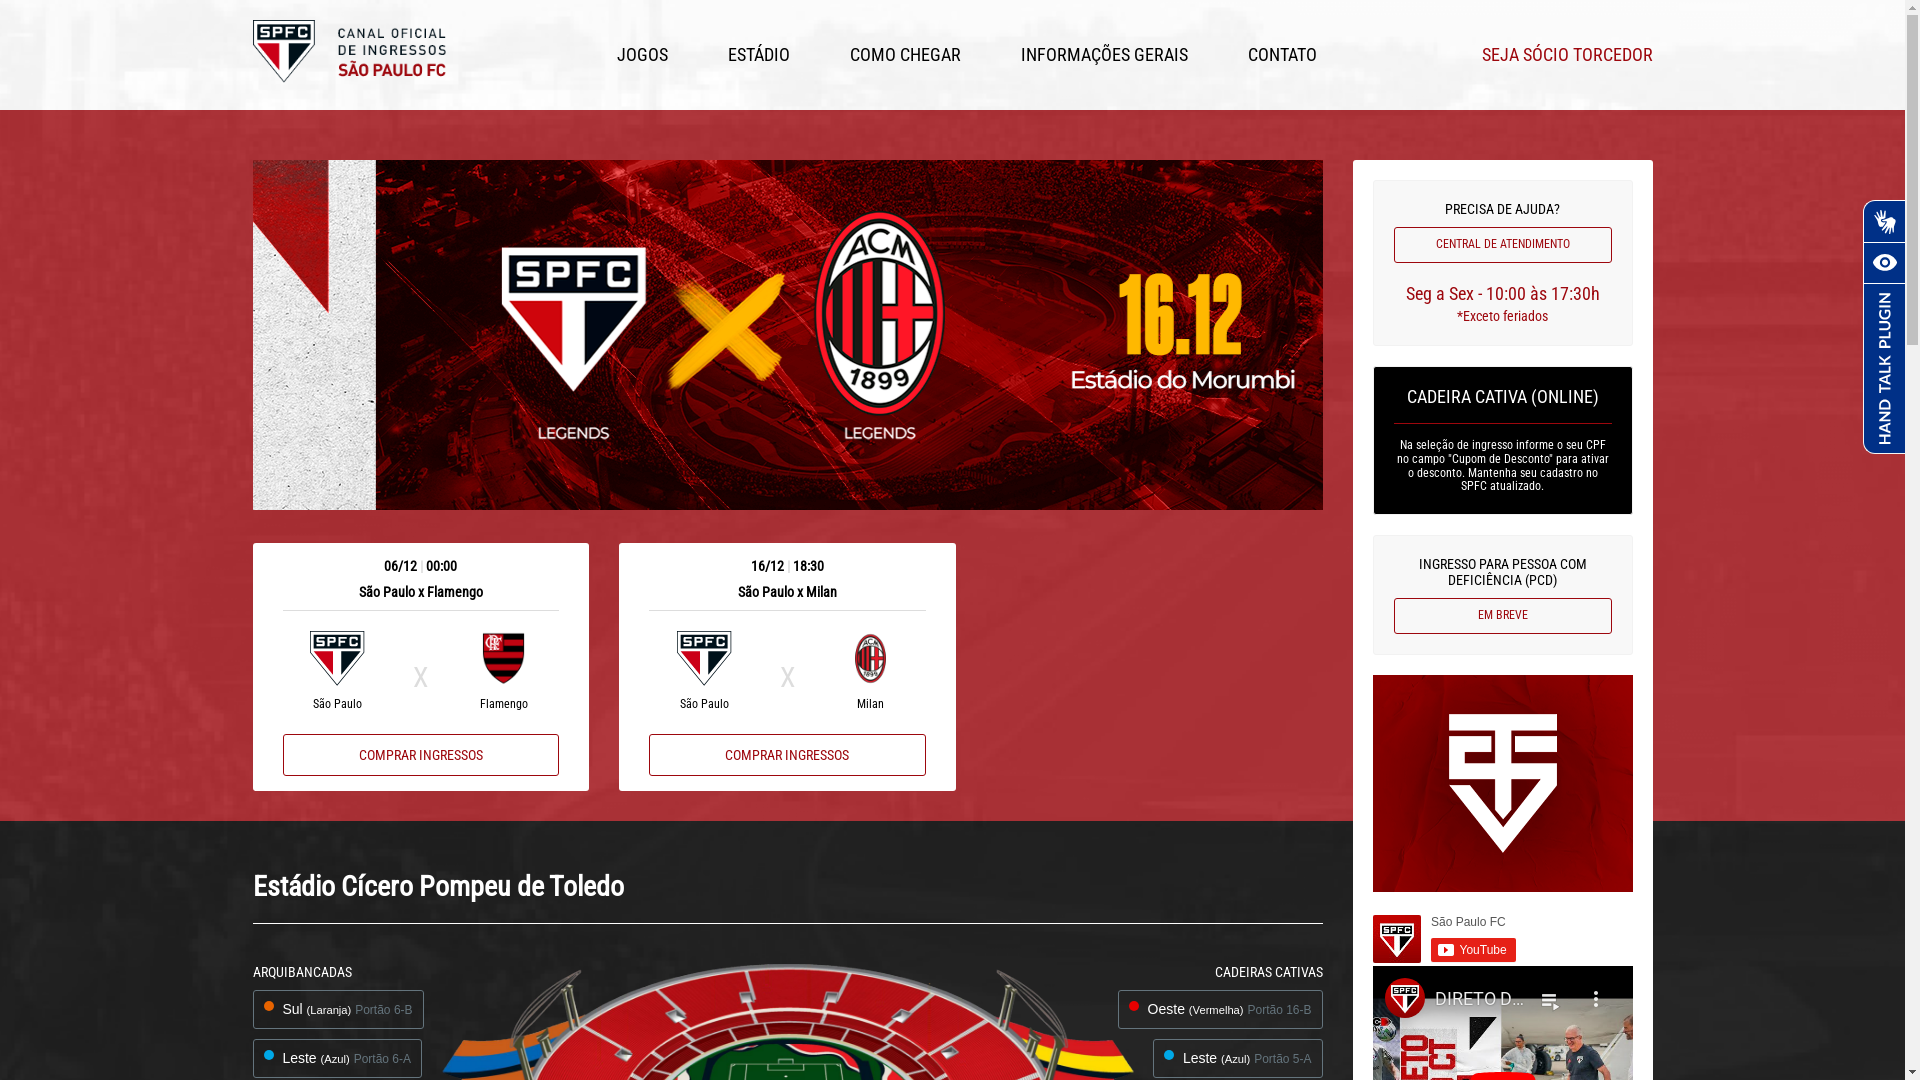 SPFC
CANAL OFICIAL
DE INGRESSOS
SÃO PAULO FC
JOGOS
ESTÁDIO
COMO CHEGAR
INFORMAÇÕES GERAIS
CONTATO
SEJA SÓCIO TORCEDOR
SPFC
LEGENDS
ACM
1899
LEGENDS
16.12
Estádio do Morumbi
06/12 | 00:00
São Paulo x Flamengo
SPFC
São Paulo
X
Flamengo
COMPRAR INGRESSOS
16/12 | 18:30
São Paulo x Milan
SPFC
São Paulo
X
Milan
COMPRAR INGRESSOS
PRECISA DE AJUDA?
CENTRAL DE ATENDIMENTO
Seg a Sex - 10:00 às 17:30h
*Exceto feriados
CADEIRA CATIVA (ONLINE)
Na seleção de ingresso informe o seu CPF
no campo "Cupom de Desconto" para ativar
o desconto. Mantenha seu cadastro no
SPFC atualizado.
INGRESSO PARA PESSOA COM
DEFICIÊNCIA (PCD)
EM BREVE
HAND TALK PLUGIN
São Paulo FC
YouTube
DIRETO D...
Estádio Cícero Pompeu de Toledo
ARQUIBANCADAS
Sul (Laranja) Portão 6-B
Leste (Azul) Portão 6-A
CADEIRAS CATIVAS
Oeste (Vermelha) Portão 16-B
Leste (Azul) Portão 5-A